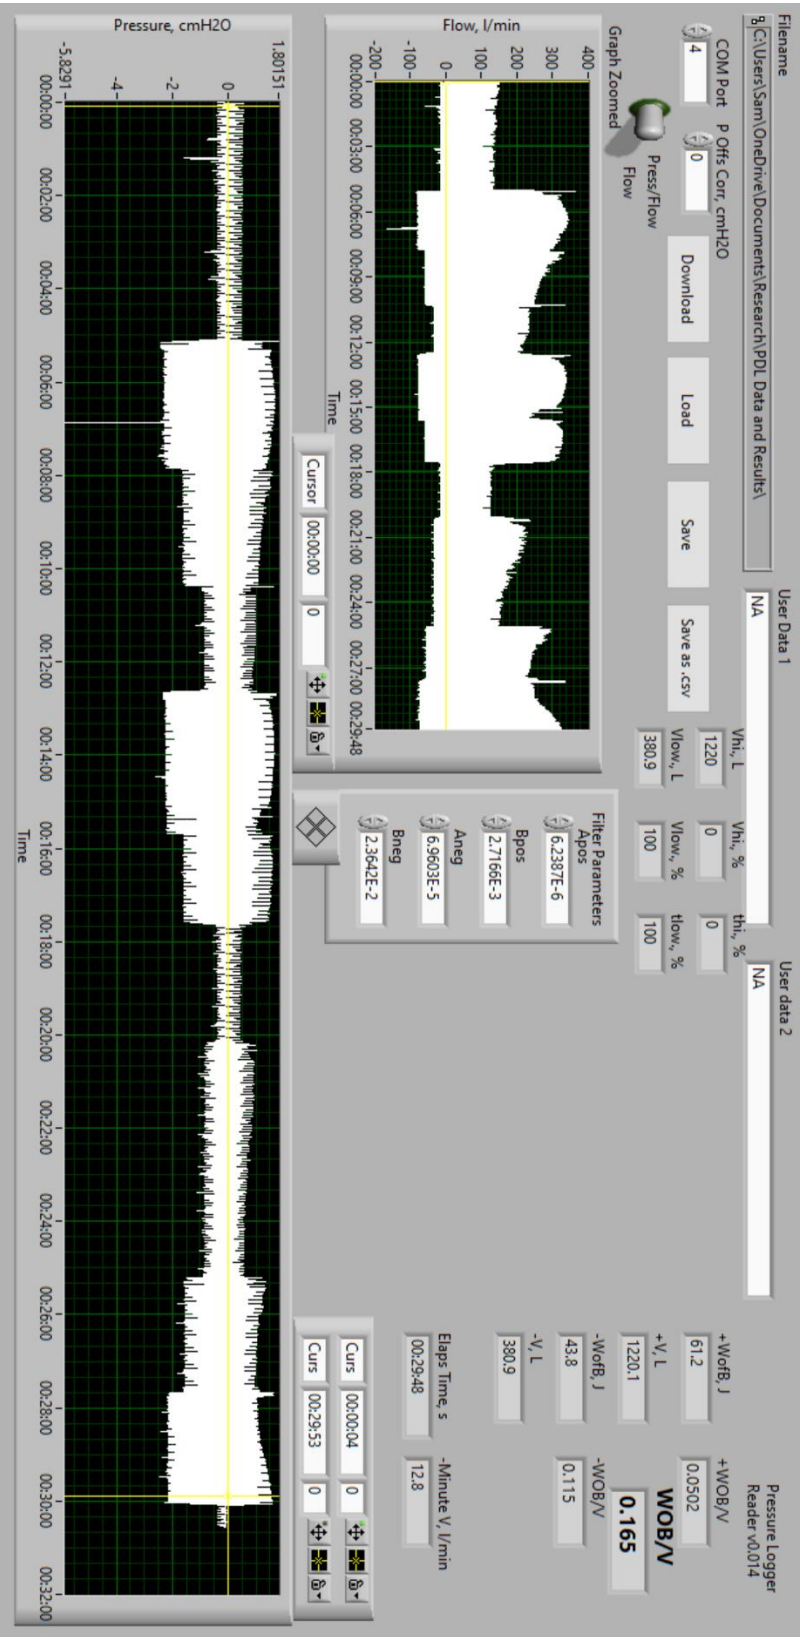 Filename
C:\Users\Sam\OneDrive\Documents\Research\PDL Data and Results\
User Data 1
NA
User data 2
NA
Pressure Logger
Reader v0.014
COM Port
4
P Offs Corr, cmH2O
0
Download
Load
Save
Save as .csv
Vhi, L
1220
Vhi, %
0
thi, %
0
Vlow, L
380.9
Vlow, %
100
tlow, %
100
+WofB, J
61.2
+WOB/V
0.0502
+V, L
1220.1
WOB/V
0.165
-WofB, J
43.8
-WOB/V
0.115
-V, L
380.9
Elaps Time, s
00:29:48
-Minute V, l/min
12.8
Press/Flow
Flow
Graph Zoomed
Flow, l/min
400
300
200
100
0
-100
-200
00:00:00 00:03:00 00:06:00 00:09:00 00:12:00 00:15:00 00:18:00 00:21:00 00:24:00 00:27:00 00:29:48
Time
Filter Parameters
Apos
6.2387E-6
Bpos
2.7166E-3
Aneg
6.9603E-5
Bneg
2.3642E-2
Cursor 00:00:00 0
Curs 00:00:04 0
Curs 00:29:53 0
Pressure, cmH2O
1.80151
0
-2
-4
-5.8291
00:00:00 00:02:00 00:04:00 00:06:00 00:08:00 00:10:00 00:12:00 00:14:00 00:16:00 00:18:00 00:20:00 00:22:00 00:24:00 00:26:00 00:28:00 00:30:00 00:32:00
Time